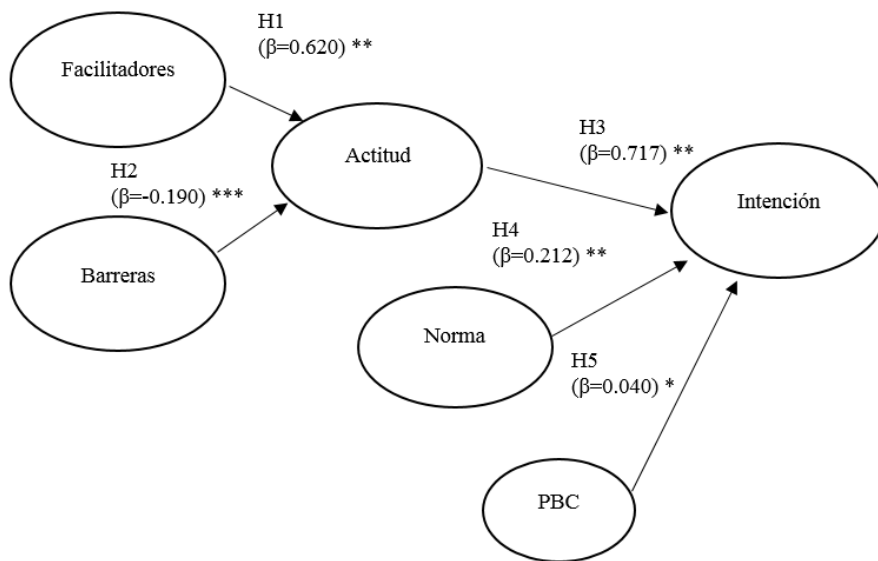 H1
(β=0.620) **
Facilitadores
Actitud
H3
(β=0.717) **
H2
(β=-0.190) ***
Intención
H4
(β=0.212) **
Barreras
Norma
H5
(β=0.040) *
PBC